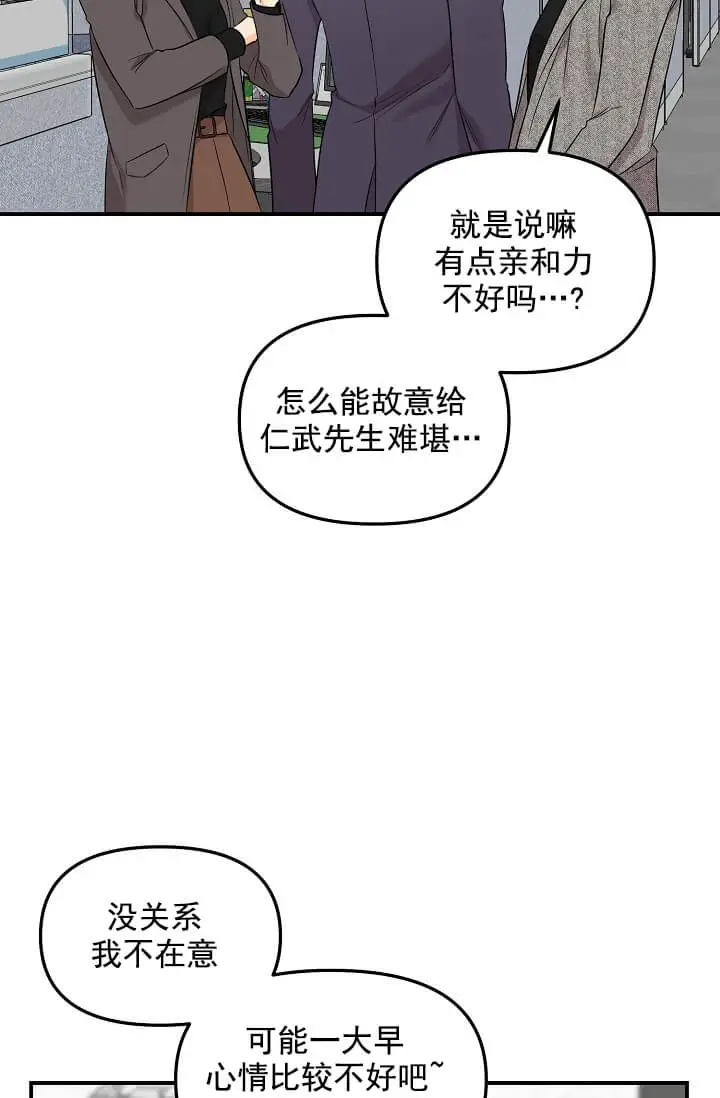 就是说嘛
有点亲和力
不好吗…?
怎么能故意给
仁武先生难堪…
没关系
我不在意
可能一大早
心情比较不好吧~